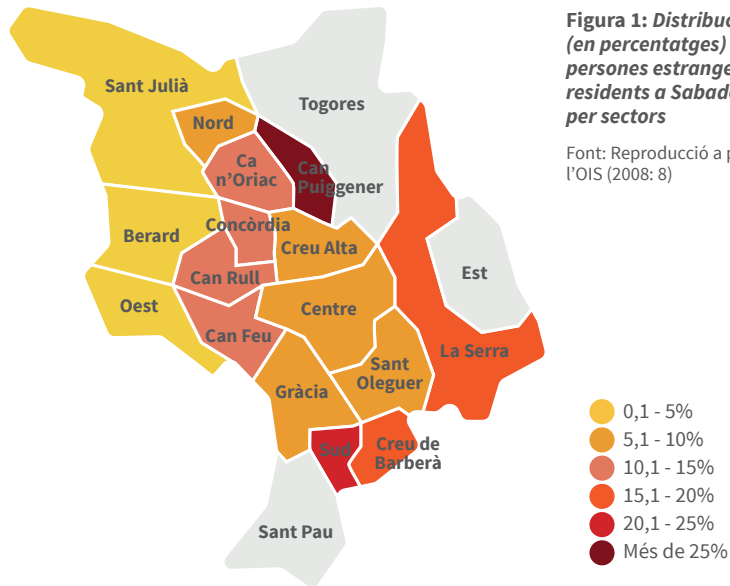 Figura 1: Distribuc
(en percentatges)
persones estrange
residents a Sabade
per sectors
Font: Reproducció a p
l'OIS (2008: 8)
Sant Julià
Togores
Nord
Ca
n'Oriac
Can
Puiggener
Concòrdia
Berard
Creu Alta
Can Rull
Est
Oest
Centre
Can Feu
La Serra
Sant
Oleguer
Gràcia
Sud
Creu de
Barberà
Sant Pau
0,1 - 5%
5,1 - 10%
10,1 - 15%
15,1 - 20%
20,1 - 25%
Més de 25%